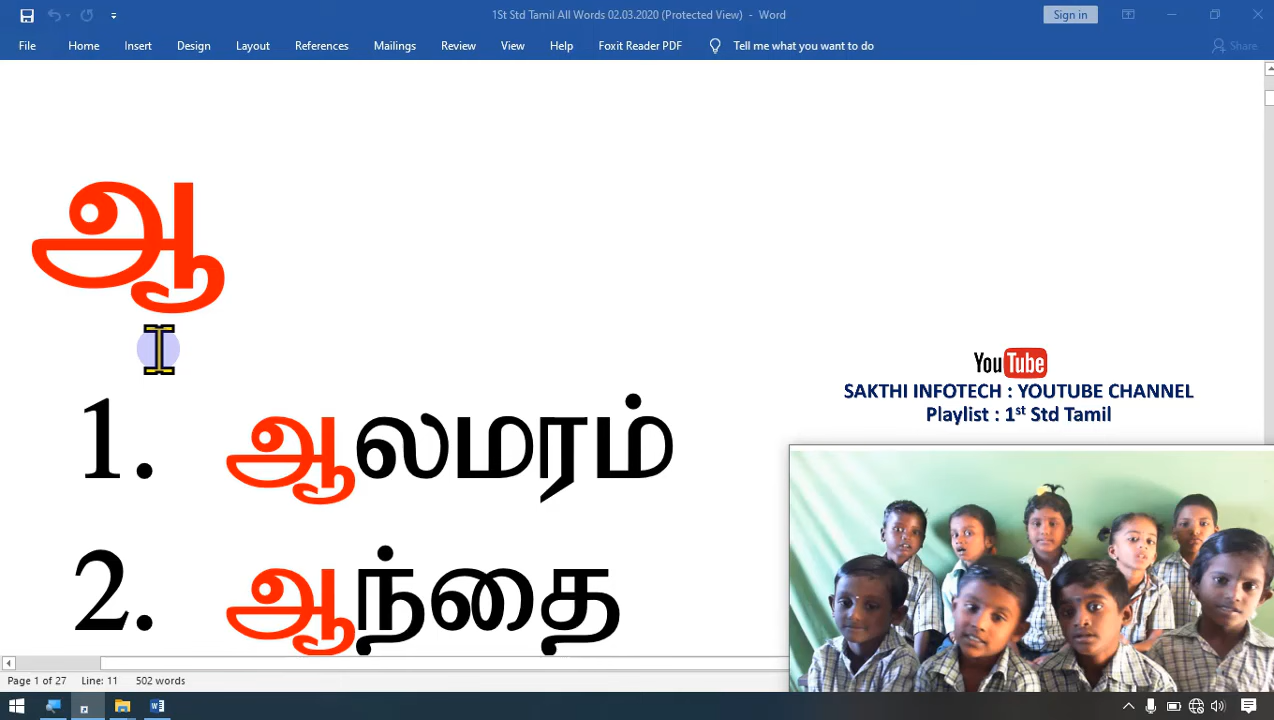 1St Std Tamil All Words 02.03.2020 (Protected View) - Word
Sign in
File Home Insert Design Layout References Mailings Review View Help Foxit Reader PDF Tell me what you want to do Share
ஆ
1. ஆலமரம்
2. ஆந்தை
YouTube
SAKTHI INFOTECH : YOUTUBE CHANNEL
Playlist : 1st Std Tamil
Page 1 of 27 Line: 11 502 words